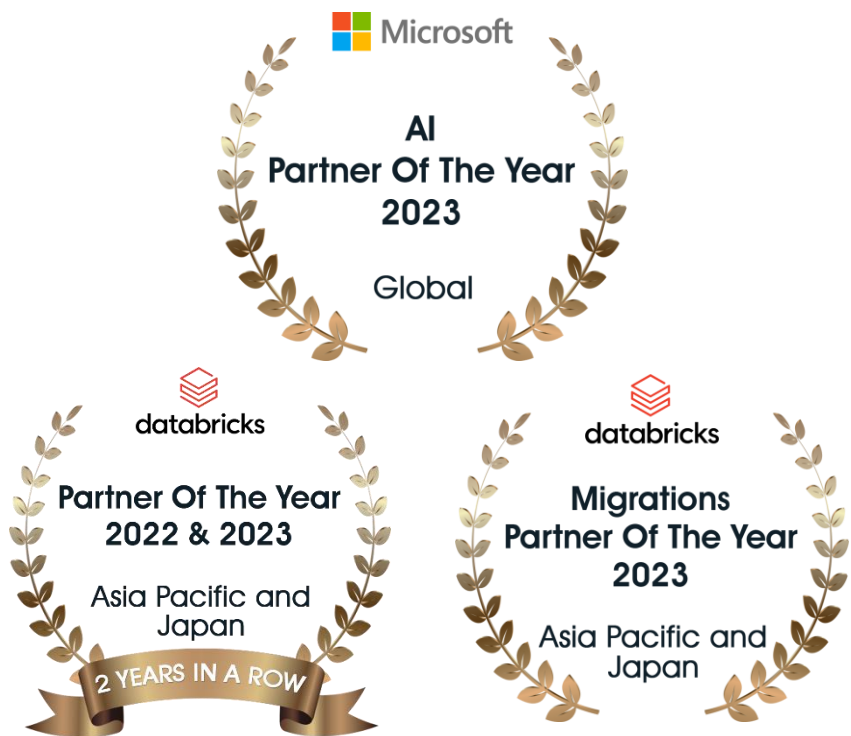 Microsoft
AI
Partner Of The Year
2023
Global
databricks
Partner Of The Year
2022 & 2023
Asia Pacific and
Japan
2 YEARS IN A ROW
databricks
Migrations
Partner Of The Year
2023
Asia Pacific and
Japan